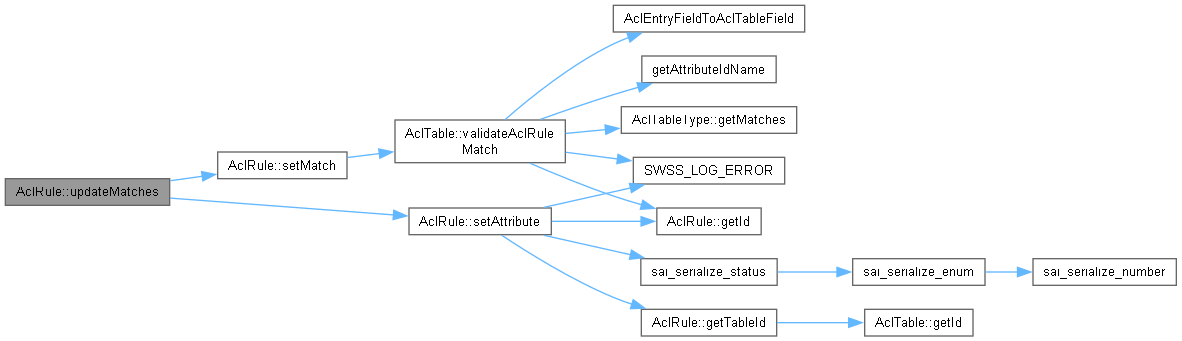 AclEntryFieldToAclTableField
getAttributeIdName
AclTable::validateAclRule
Match
AclTableType::getMatches
AclRule::setMatch
SWSS_LOG_ERROR
AclRule::updateMatches
AclRule::setAttribute
AclRule::getId
sai_serialize_status
sai_serialize_enum
sai_serialize_number
AclRule::getTableId
AclTable::getId